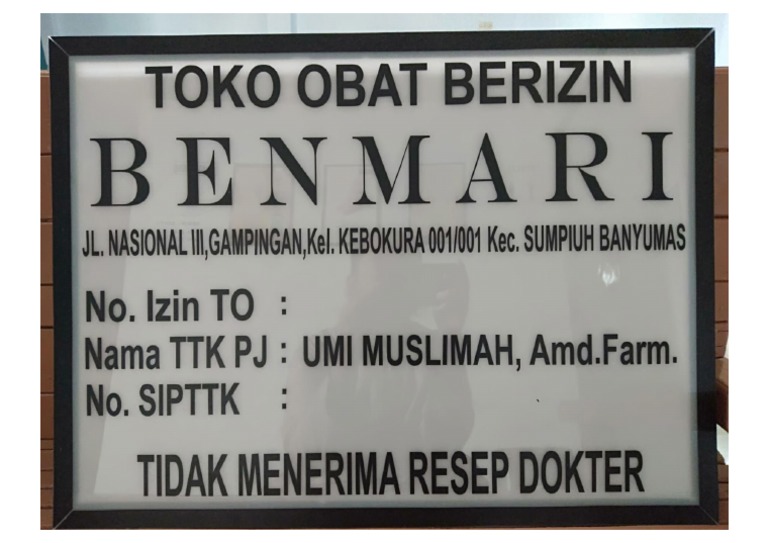 TOKO OBAT BERIZIN
BENMARI
JL. NASIONAL III,GAMPINGAN,Kel. KEBOKURA 001/001 Kec. SUMPIUH BANYUMAS
No. Izin TO :
Nama TTK PJ : UMI MUSLIMAH, Amd.Farm.
No. SIPTTK :
TIDAK MENERIMA RESEP DOKTER